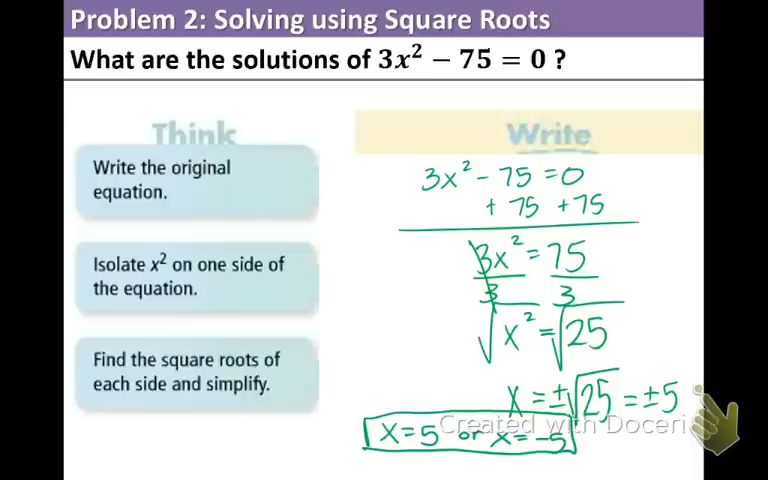 Problem 2: Solving using Square Roots
What are the solutions of 3x² − 75 = 0 ?
Think
Write the original
equation.
Isolate x² on one side of
the equation.
Find the square roots of
each side and simplify.
Write
3x² - 75 = 0
+ 75 +75
3x² = 75
3 3
√x² = √25
x = ±√25 = ±5
x = 5 or x = -5
Created with Doceri